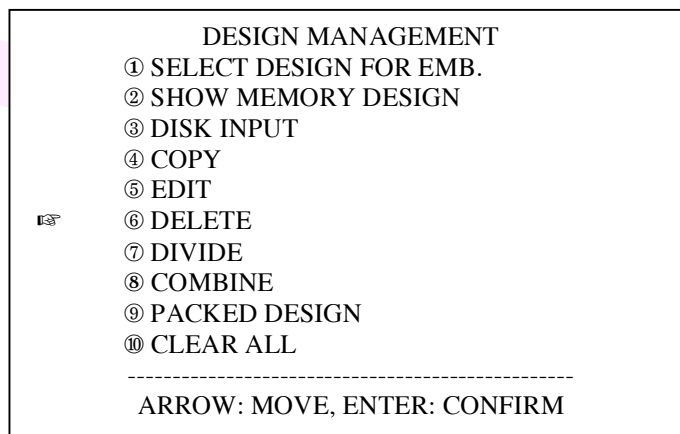 DESIGN MANAGEMENT
① SELECT DESIGN FOR EMB.
② SHOW MEMORY DESIGN
③ DISK INPUT
④ COPY
⑤ EDIT
☞ ⑥ DELETE
⑦ DIVIDE
⑧ COMBINE
⑨ PACKED DESIGN
⑩ CLEAR ALL
--------------------------------------------------
ARROW: MOVE, ENTER: CONFIRM